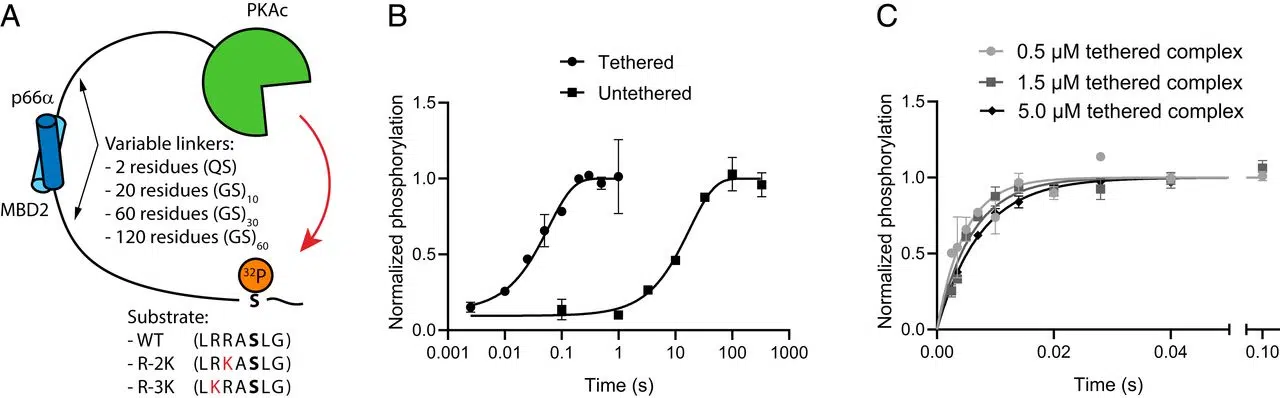 A
PKAc
p66α
MBD2
Variable linkers:
- 2 residues (QS)
- 20 residues (GS)10
- 60 residues (GS)30
- 120 residues (GS)60
32P
S
Substrate:
- WT (LRRASLG)
- R-2K (LRKASLG)
- R-3K (LKRASLG)
B
Tethered
Untethered
Normalized phosphorylation
1.5
1.0
0.5
0.0
0.001 0.01 0.1 1 10 100 1000
Time (s)
C
0.5 µM tethered complex
1.5 µM tethered complex
5.0 µM tethered complex
Normalized phosphorylation
1.5
1.0
0.5
0.0
0.00 0.02 0.04 0.10
Time (s)